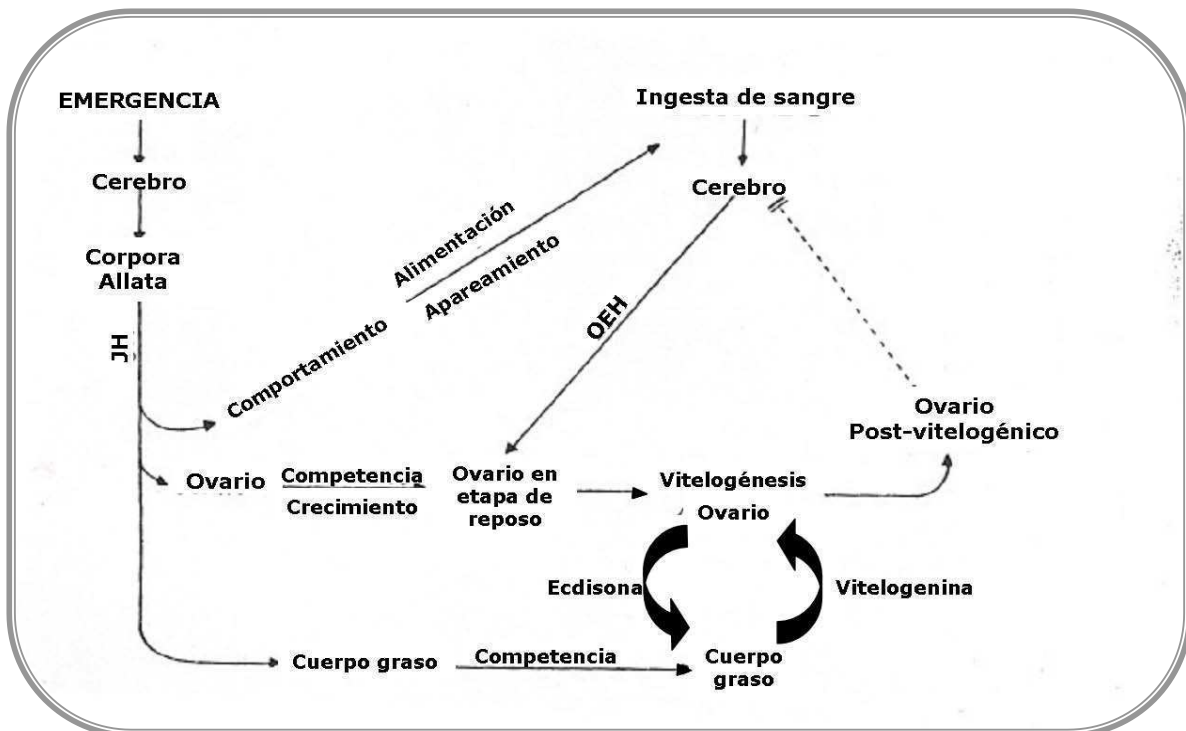 EMERGENCIA
Cerebro
Corpora
Allata
JH
Comportamiento
Alimentación
Apareamiento
Ingesta de sangre
Cerebro
OEH
Ovario
Competencia
Crecimiento
Ovario en
etapa de
reposo
Vitelogénesis
Ovario
Ovario
Post-vitelogénico
Ecdisona
Vitelogenina
Cuerpo graso
Competencia
Cuerpo
graso